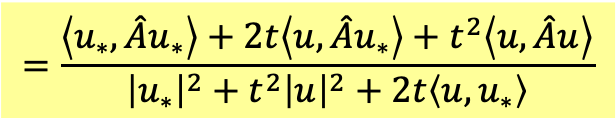 = ⟨u∗, Âu∗⟩ + 2t⟨u, Âu∗⟩ + t²⟨u, Âu⟩
|u∗|² + t²|u|² + 2t⟨u, u∗⟩